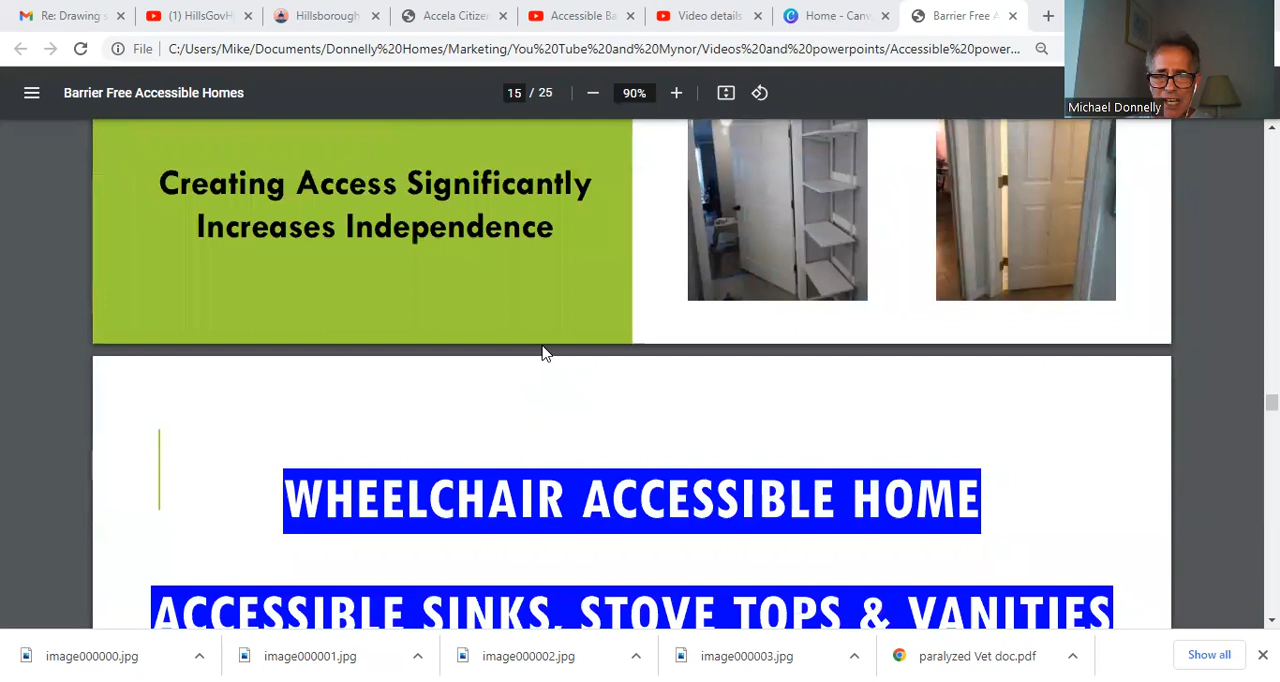 Re: Drawing s
(1) HillsGovH
Hillsborough
Accela Citizen
Accessible Ba
Video details
Home - Canv
Barrier Free A
File
C:/Users/Mike/Documents/Donnelly%20Homes/Marketing/You%20Tube%20and%20Mynor/Videos%20and%20powerpoints/Accessible%20power...
Michael Donnelly
Barrier Free Accessible Homes
15 / 25
90%
Creating Access Significantly
Increases Independence
WHEELCHAIR ACCESSIBLE HOME
ACCESSIBLE SINKS, STOVE TOPS & VANITIES
image000000.jpg
image000001.jpg
image000002.jpg
image000003.jpg
paralyzed Vet doc.pdf
Show all